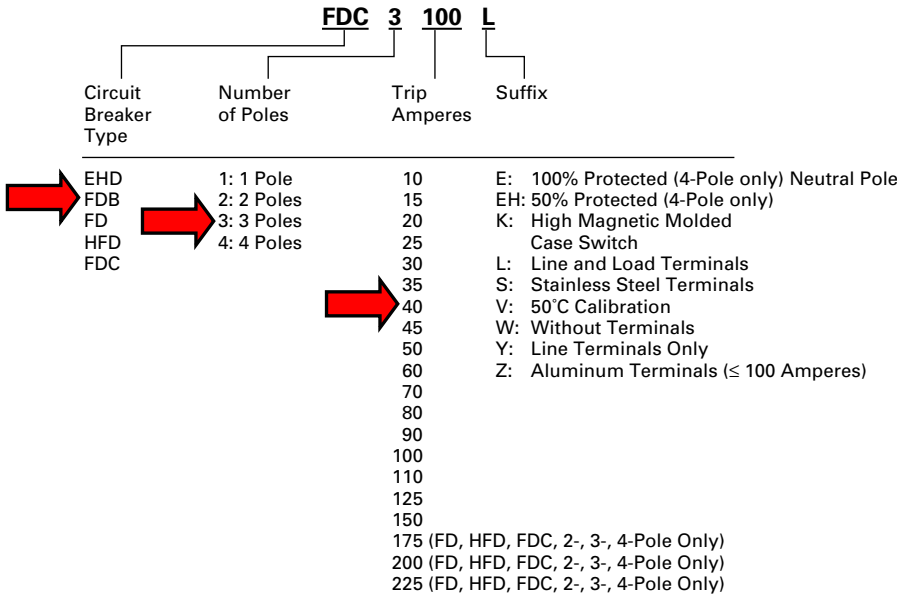 FDC 3 100 L
Circuit Breaker Type
Number of Poles
Trip Amperes
Suffix
EHD
FDB
FD
HFD
FDC
1: 1 Pole
2: 2 Poles
3: 3 Poles
4: 4 Poles
10
15
20
25
30
35
40
45
50
60
70
80
90
100
110
125
150
175 (FD, HFD, FDC, 2-, 3-, 4-Pole Only)
200 (FD, HFD, FDC, 2-, 3-, 4-Pole Only)
225 (FD, HFD, FDC, 2-, 3-, 4-Pole Only)
E: 100% Protected (4-Pole only) Neutral Pole
EH: 50% Protected (4-Pole only)
K: High Magnetic Molded
Case Switch
L: Line and Load Terminals
S: Stainless Steel Terminals
V: 50°C Calibration
W: Without Terminals
Y: Line Terminals Only
Z: Aluminum Terminals (≤ 100 Amperes)